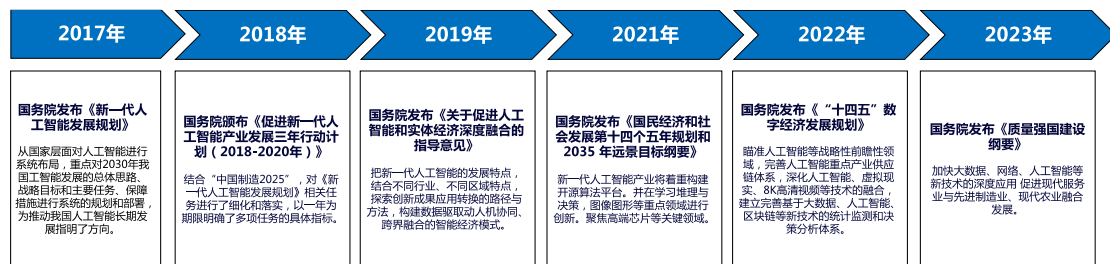 2017年
2018年
2019年
2021年
2022年
2023年
国务院发布《新一代人
工智能发展规划》
从国家层面对人工智能进行
系统布局，重点对2030年我
国工智能发展的总体思路、
战略目标和主要任务、保障
措施进行系统的规划和部署，
为推动我国人工智能长期发
展指明了方向。
国务院颁布《促进新一代人
工智能产业发展三年行动计
划（2018-2020年）》
结合“中国制造2025”，对《新
一代人工智能发展规划》相关任
务进行了细化和落实，以一年为
期限明确了多项任务的具体指标。
国务院发布《关于促进人工
智能和实体经济深度融合的
指导意见》
把新一代人工智能的发展特点，
结合不同行业、不同区域特点，
探索创新成果应用转换的路径与
方法，构建数据驱取动人机协同、
跨界融合的智能经济模式。
国务院发布《国民经济和社
会发展第十四个五年规划和
2035 年远景目标纲要》
新一代人工智能产业将着重构建
开源算法平台。并在学习堆理与
决策，图像图形等重点领域进行
创新。聚焦高端芯片等关键领域。
国务院发布《“十四五”数
字经济发展规划》
瞄准人工智能等战略性前瞻性领
域，完善人工智能重点产业供应
链体系，深化人工智能、虚拟现
实、8K高清视频等技术的融合，
建立完善基于大数据、人工智能、
区块链等新技术的统计监测和决
策分析体系。
国务院发布《质量强国建设
纲要》
加快大数据、网络、人工智能等
新技术的深度应用 促进现代服务
业与先进制造业、现代农业融合
发展。